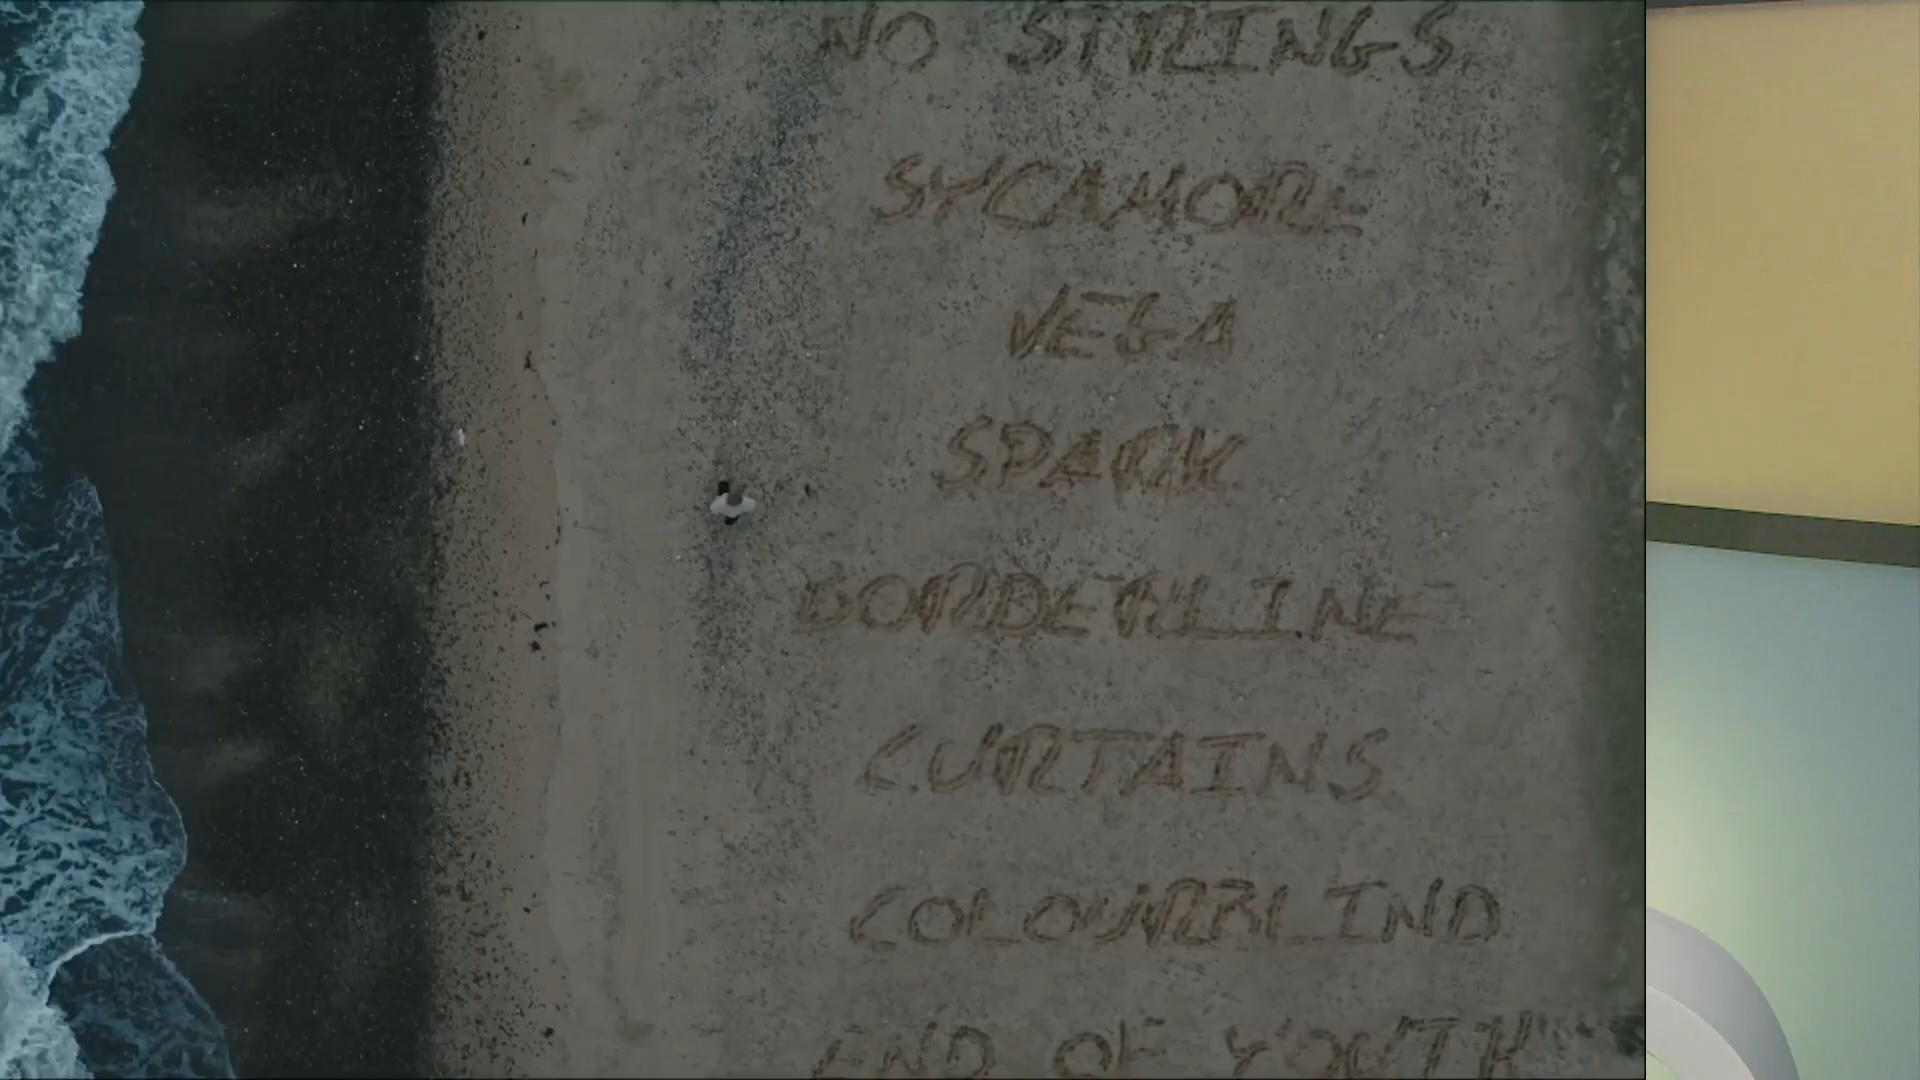 NO STRINGS
SYCAMORE
VEGA
SPARK
BORDERLINE
CURTAINS
COLOURBLIND
END OF YOUTH